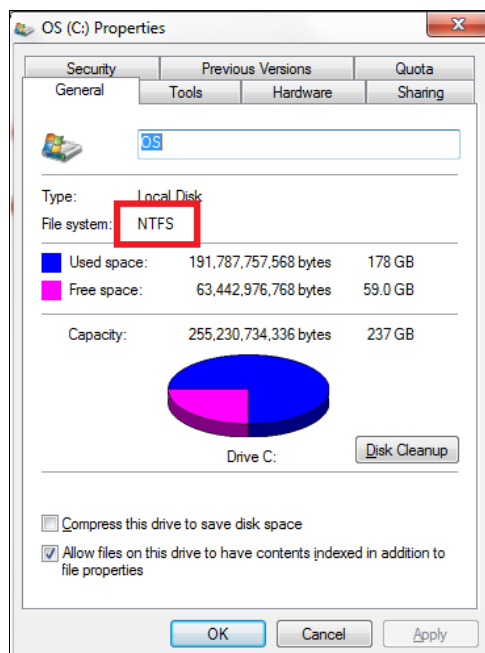 OS (C:) Properties
Security Previous Versions Quota
General Tools Hardware Sharing
OS
Type: Local Disk
File system: NTFS
Used space: 191,787,757,568 bytes 178 GB
Free space: 63,442,976,768 bytes 59.0 GB
Capacity: 255,230,734,336 bytes 237 GB
Drive C:
Disk Cleanup
Compress this drive to save disk space
Allow files on this drive to have contents indexed in addition to
file properties
OK Cancel Apply